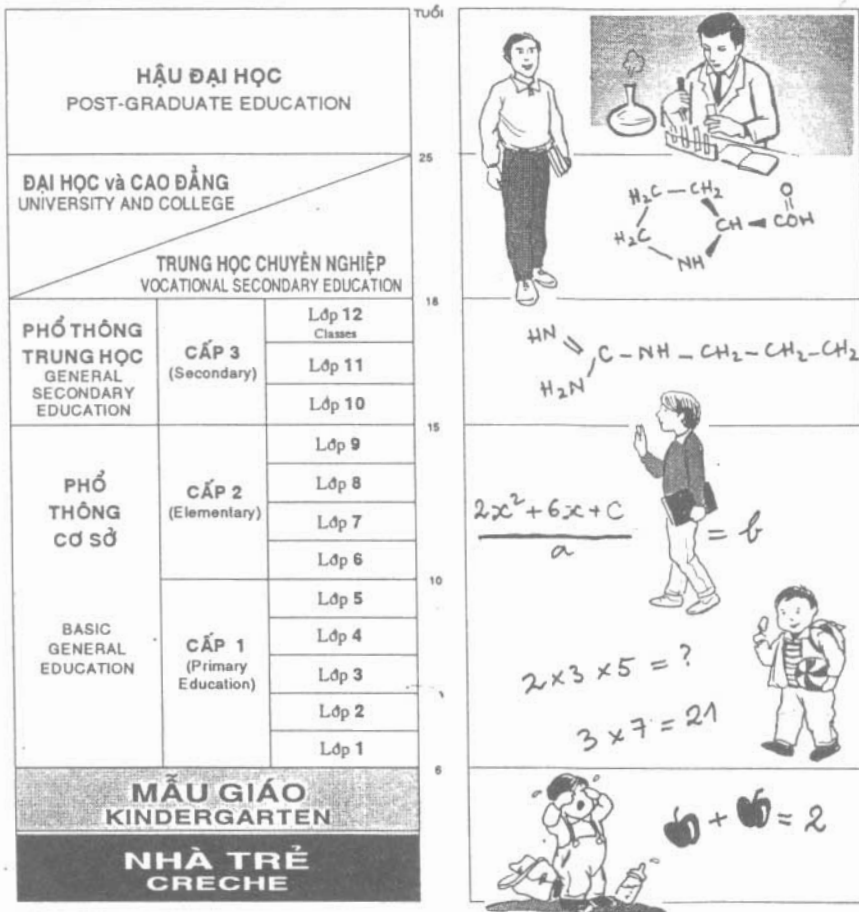 TUỔI
HẬU ĐẠI HỌC
POST-GRADUATE EDUCATION
25
ĐẠI HỌC và CAO ĐẲNG
UNIVERSITY AND COLLEGE
TRUNG HỌC CHUYÊN NGHIỆP
VOCATIONAL SECONDARY EDUCATION
18
PHỔ THÔNG
TRUNG HỌC
GENERAL
SECONDARY
EDUCATION
CẤP 3
(Secondary)
Lớp 12
Classes
Lớp 11
Lớp 10
15
PHỔ
THÔNG
CƠ SỞ
BASIC
GENERAL
EDUCATION
CẤP 2
(Elementary)
Lớp 9
Lớp 8
Lớp 7
Lớp 6
10
CẤP 1
(Primary
Education)
Lớp 5
Lớp 4
Lớp 3
Lớp 2
Lớp 1
6
MẪU GIÁO
KINDERGARTEN
NHÀ TRẺ
CRECHE
H₂C — CH₂
H₂C
CH
COH
O
NH
HN
C – NH – CH₂ – CH₂ – CH₂
H₂N
2x² + 6x + C
a
= b
2 x 3 x 5 = ?
3 x 7 = 21
+ = 2